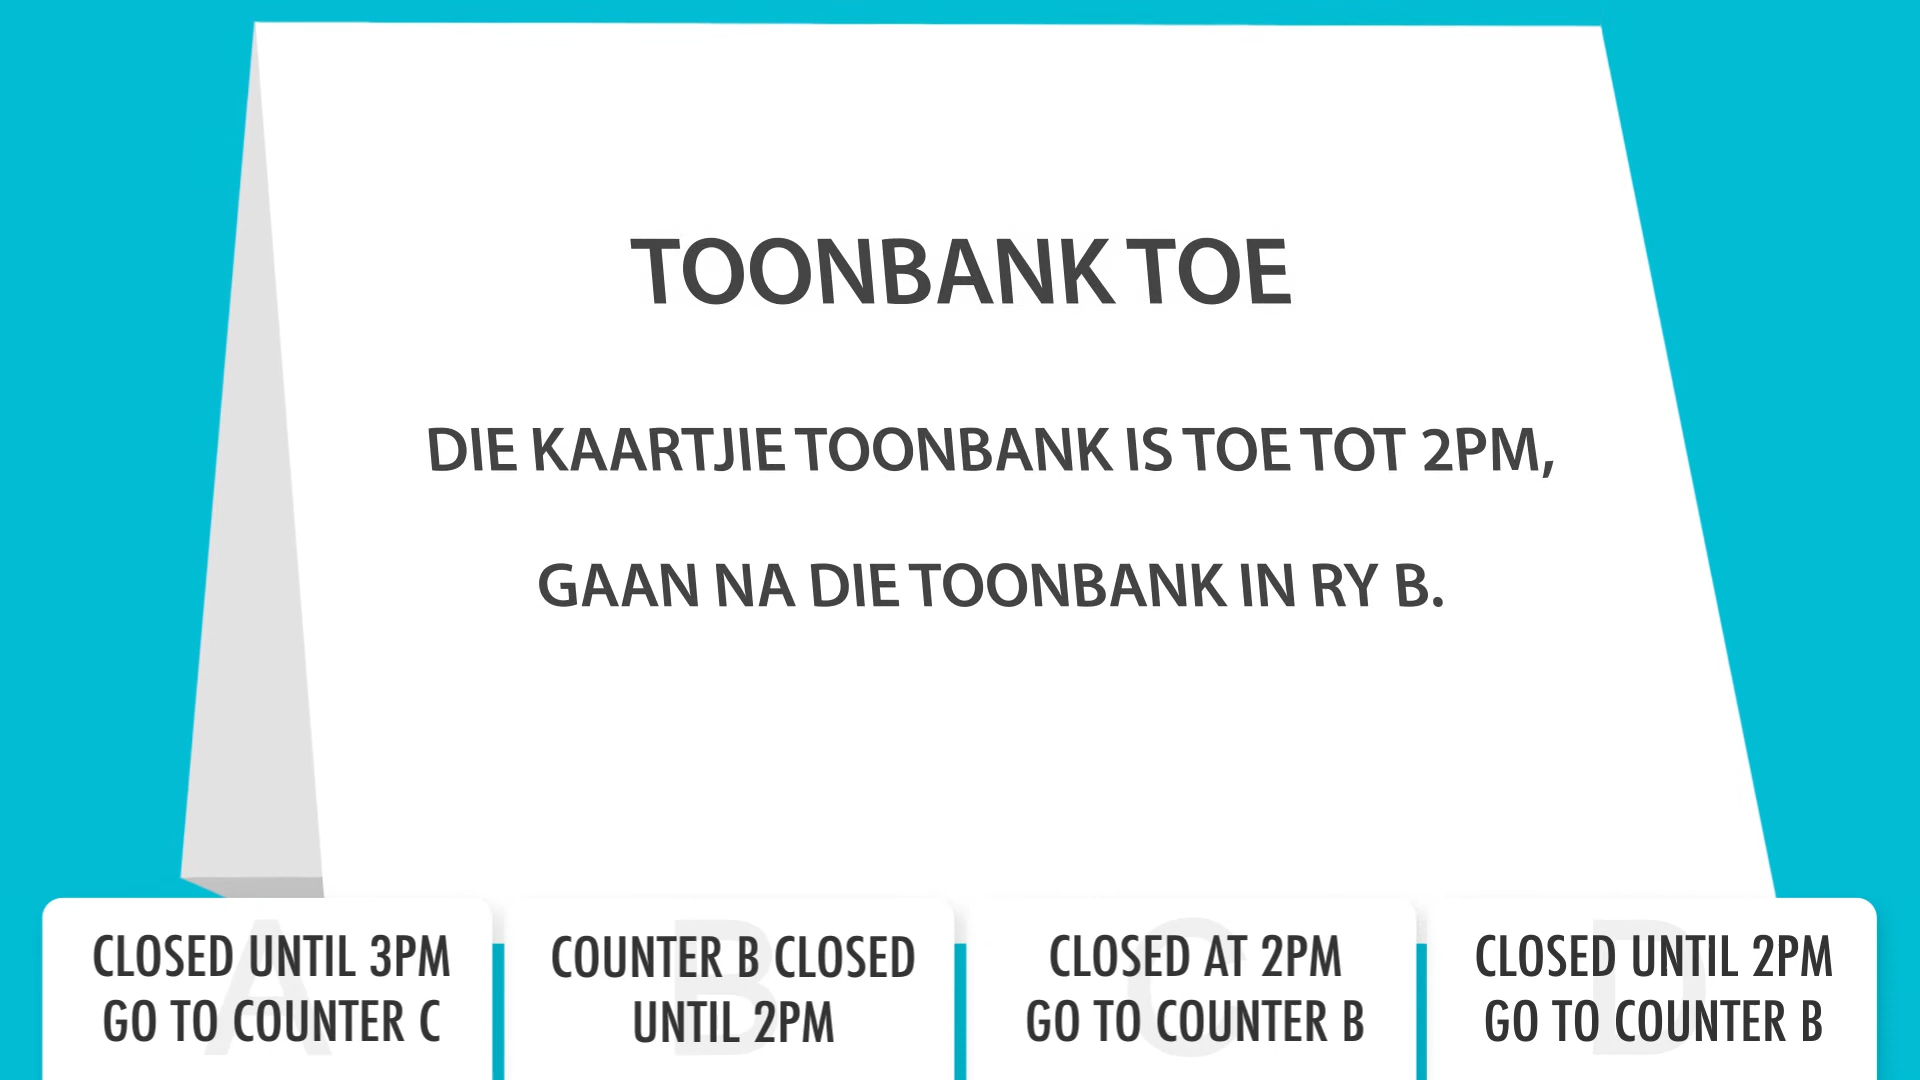 TOONBANK TOE
DIE KAARTJIE TOONBANK IS TOE TOT 2PM,
GAAN NA DIE TOONBANK IN RY B.
A
CLOSED UNTIL 3PM
GO TO COUNTER C
B
COUNTER B CLOSED
UNTIL 2PM
C
CLOSED AT 2PM
GO TO COUNTER B
D
CLOSED UNTIL 2PM
GO TO COUNTER B